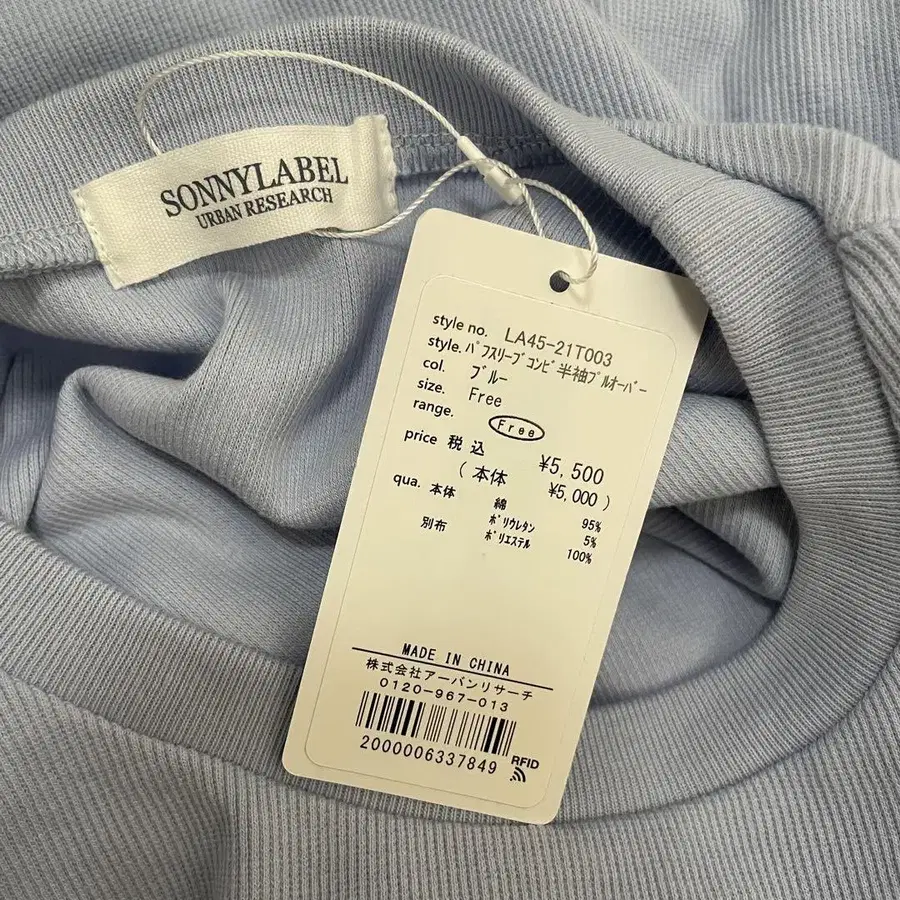 SONNYLABEL
URBAN RESEARCH
style no. LA45-21T003
style. パフスリーブコンビ半袖プルオーバー
col. ブルー
size. Free
range. Free
price 税込 ¥5,500
(本体 ¥5,000)
qua. 本体 綿 95%
ポリウレタン 5%
別布 ポリエステル 100%
MADE IN CHINA
株式会社アーバンリサーチ
0120-967-013
2000006337849
RFID